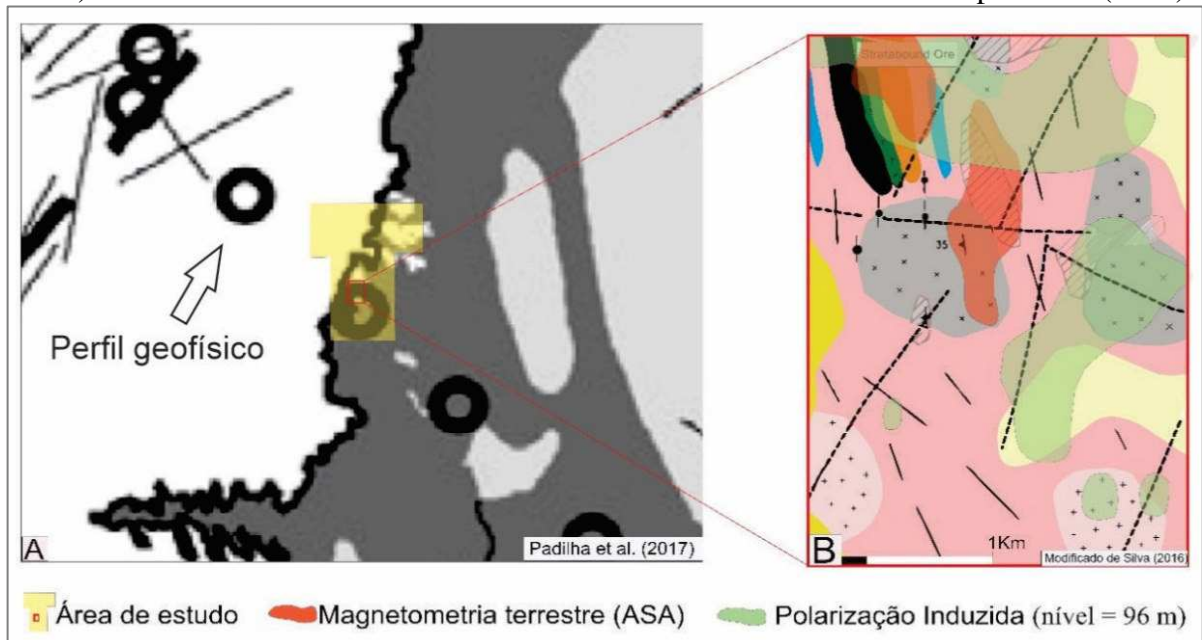 Perfil geofísico
A
Padilha et al. (2017)
Stratabound Ore
35
1Km
B
Modificado de Silva (2016)
Área de estudo
Magnetometria terrestre (ASA)
Polarização Induzida (nível = 96 m)